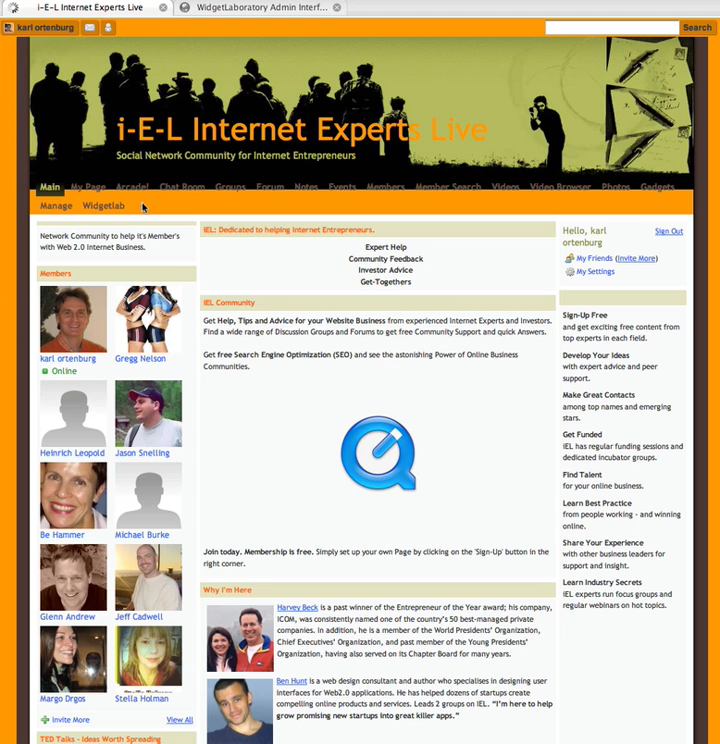 i-E-L Internet Experts Live
WidgetLaboratory Admin Interf...
karl ortenburg
Search
i-E-L Internet Experts Live
Social Network Community for Internet Entrepreneurs
Main My Page Arcade! Chat Room Groups Forum Notes Events Members Member Search Videos Video Browser Photos Gadgets
Manage Widgetlab
Network Community to help it's Member's
with Web 2.0 Internet Business.
Members
karl ortenburg
Online
Gregg Nelson
Heinrich Leopold
Jason Snelling
Be Hammer
Michael Burke
Glenn Andrew
Jeff Cadwell
Margo Drgos
Stella Holman
Invite More
View All
TED Talks - Ideas Worth Spreading
IEL: Dedicated to helping Internet Entrepreneurs.
Expert Help
Community Feedback
Investor Advice
Get-Togethers
IEL Community
Get Help, Tips and Advice for your Website Business from experienced Internet Experts and Investors.
Find a wide range of Discussion Groups and Forums to get free Community Support and quick Answers.
Get free Search Engine Optimization (SEO) and see the astonishing Power of Online Business
Communities.
Join today. Membership is free. Simply set up your own Page by clicking on the 'Sign-Up' button in the
right corner.
Why I'm Here
Harvey Beck is a past winner of the Entrepreneur of the Year award; his company,
ICOM, was consistently named one of the country's 50 best-managed private
companies. In addition, he is a member of the World Presidents' Organization,
Chief Executives' Organization, and past member of the Young Presidents'
Organization, having also served on its Chapter Board for many years.
Ben Hunt is a web design consultant and author who specialises in designing user
interfaces for Web2.0 applications. He has helped dozens of startups create
compelling online products and services. Leads 2 groups on IEL. "I'm here to help
grow promising new startups into great killer apps."
Hello, karl
ortenburg
Sign Out
My Friends (Invite More)
My Settings
Sign-Up Free
and get exciting free content from
top experts in each field.
Develop Your Ideas
with expert advice and peer
support.
Make Great Contacts
among top names and emerging
stars.
Get Funded
IEL has regular funding sessions and
dedicated incubator groups.
Find Talent
for your online business.
Learn Best Practice
from people working - and winning
online.
Share Your Experience
with other business leaders for
support and insight.
Learn Industry Secrets
IEL experts run focus groups and
regular webinars on hot topics.